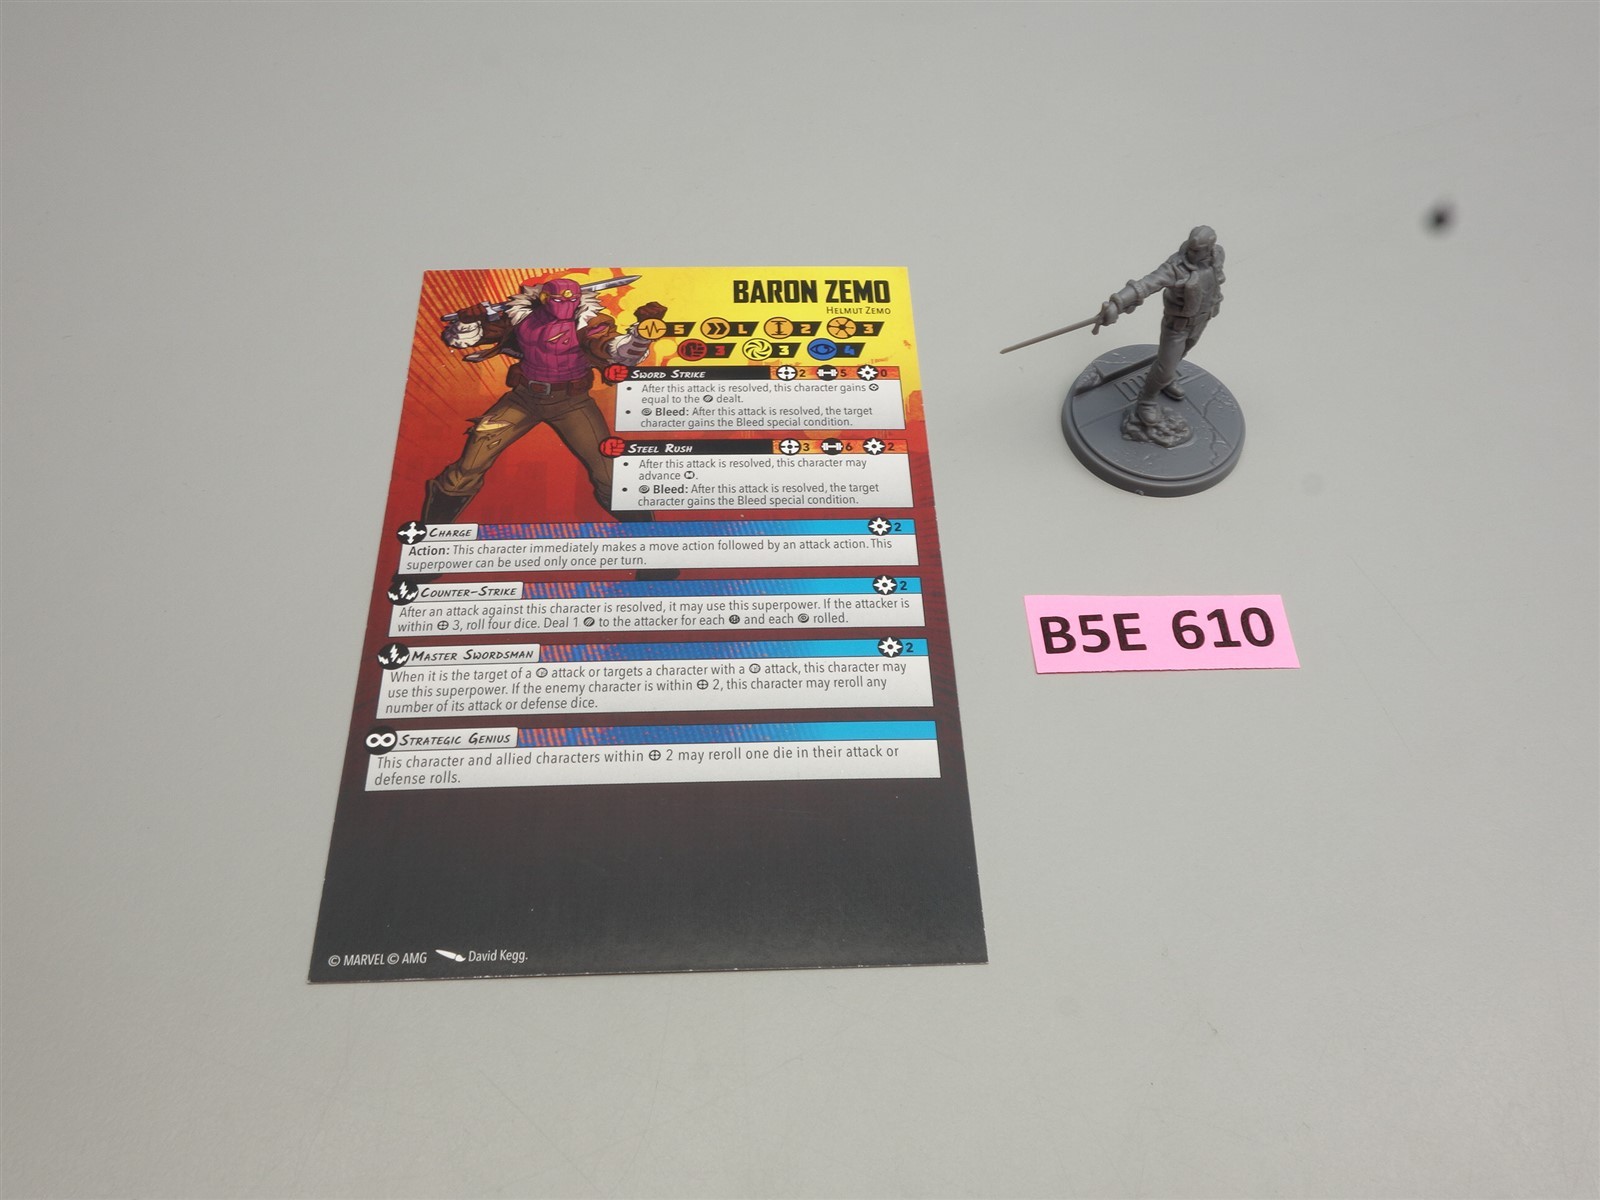 BARON ZEMO
HELMUT ZEMO
5 L 2 3
3 3 4
SWORD STRIKE 2 5 0
• After this attack is resolved, this character gains
equal to the dealt.
• Bleed: After this attack is resolved, the target
character gains the Bleed special condition.
STEEL RUSH 3 6 2
• After this attack is resolved, this character may
advance
• Bleed: After this attack is resolved, the target
character gains the Bleed special condition.
CHARGE 2
Action: This character immediately makes a move action followed by an attack action. This
superpower can be used only once per turn.
COUNTER-STRIKE 2
After an attack against this character is resolved, it may use this superpower. If the attacker is
within 3, roll four dice. Deal 1 to the attacker for each and each rolled.
MASTER SWORDSMAN 2
When it is the target of a attack or targets a character with a attack, this character may
use this superpower. If the enemy character is within 2, this character may reroll any
number of its attack or defense dice.
STRATEGIC GENIUS
This character and allied characters within 2 may reroll one die in their attack or
defense rolls.
© MARVEL © AMG David Kegg.
B5E 610